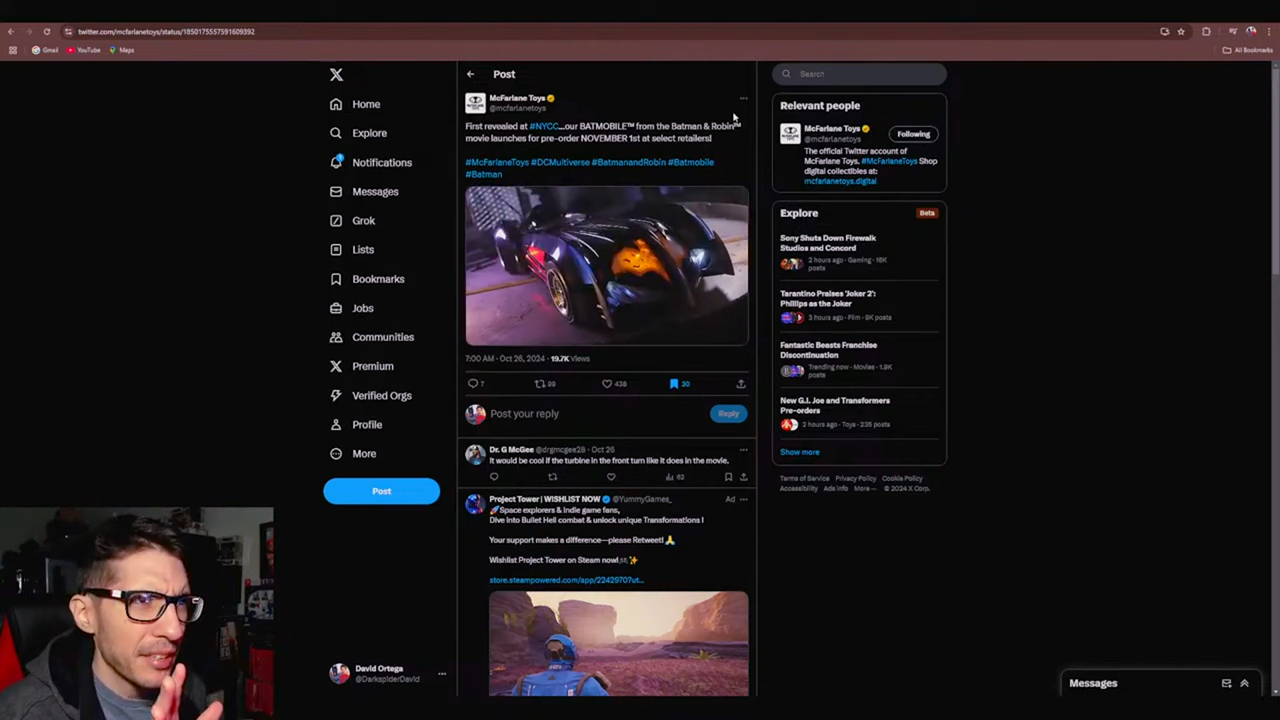 twitter.com/mcfarlanetoys/status/1850175557591609392
Gmail
YouTube
Maps
All Bookmarks
Home
Explore
Notifications
Messages
Grok
Lists
Bookmarks
Jobs
Communities
Premium
Verified Orgs
Profile
More
Post
David Ortega
@DarkspiderDavid
Post
McFarlane Toys
@mcfarlanetoys
First revealed at #NYCC...our BATMOBILE™ from the Batman & Robin™
movie launches for pre-order NOVEMBER 1st at select retailers!
#McFarlaneToys #DCMultiverse #BatmanandRobin #Batmobile
#Batman
7:00 AM · Oct 26, 2024 · 19.7K Views
7
99
438
30
Post your reply
Reply
Dr. G McGee @drgmcgee28 · Oct 26
It would be cool if the turbine in the front turn like it does in the movie.
62
Project Tower | WISHLIST NOW @YummyGames_
Ad
🚀Space explorers & Indie game fans,
Dive into Bullet Hell combat & unlock unique Transformations !
Your support makes a difference—please Retweet! 🙏
Wishlist Project Tower on Steam now!
store.steampowered.com/app/2242970?ut...
Search
Relevant people
McFarlane Toys
@mcfarlanetoys
Following
The official Twitter account of
McFarlane Toys. #McFarlaneToys Shop
digital collectibles at:
mcfarlanetoys.digital
Explore
Beta
Sony Shuts Down Firewalk
Studios and Concord
2 hours ago · Gaming · 16K
posts
Tarantino Praises 'Joker 2':
Phillips as the Joker
3 hours ago · Film · 9K posts
Fantastic Beasts Franchise
Discontinuation
Trending now · Movies · 1.9K
posts
New G.I. Joe and Transformers
Pre-orders
2 hours ago · Toys · 235 posts
Show more
Terms of Service Privacy Policy Cookie Policy
Accessibility Ads info More ··· © 2024 X Corp.
Messages